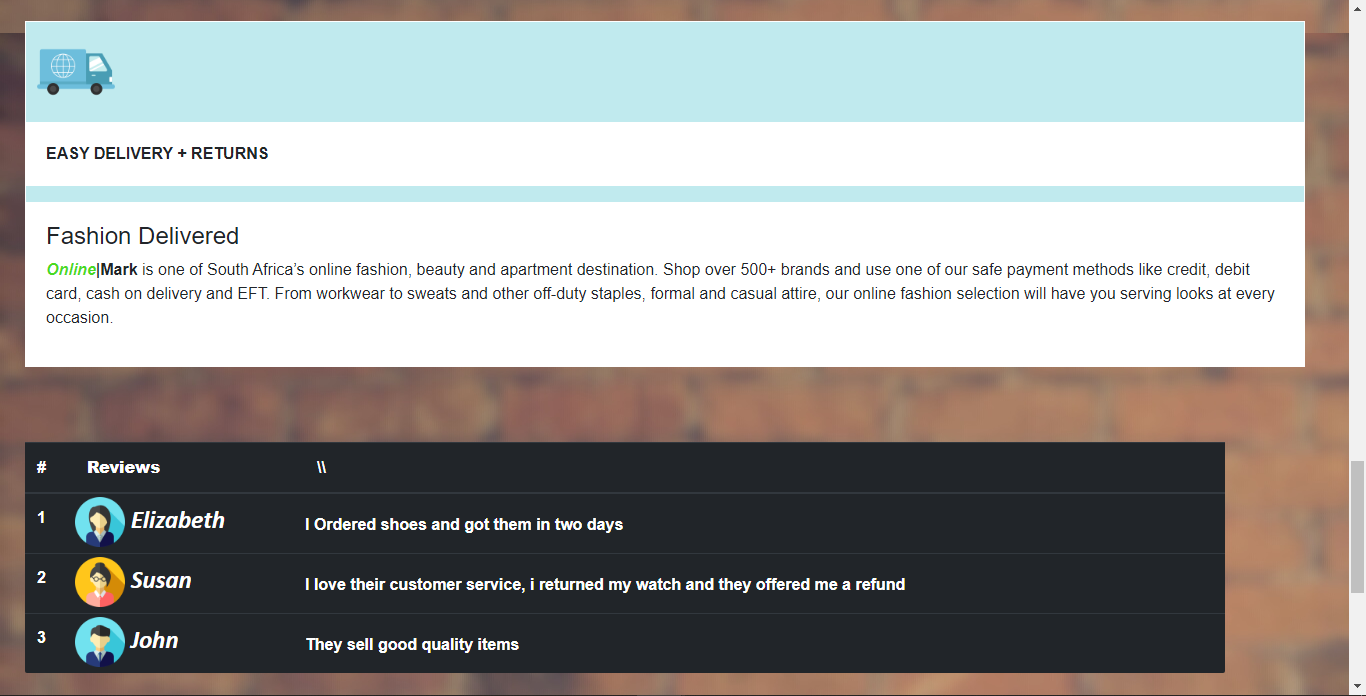 EASY DELIVERY + RETURNS
Fashion Delivered
Online|Mark is one of South Africa’s online fashion, beauty and apartment destination. Shop over 500+ brands and use one of our safe payment methods like credit, debit
card, cash on delivery and EFT. From workwear to sweats and other off-duty staples, formal and casual attire, our online fashion selection will have you serving looks at every
occasion.
# Reviews \\
1 Elizabeth I Ordered shoes and got them in two days
2 Susan I love their customer service, i returned my watch and they offered me a refund
3 John They sell good quality items